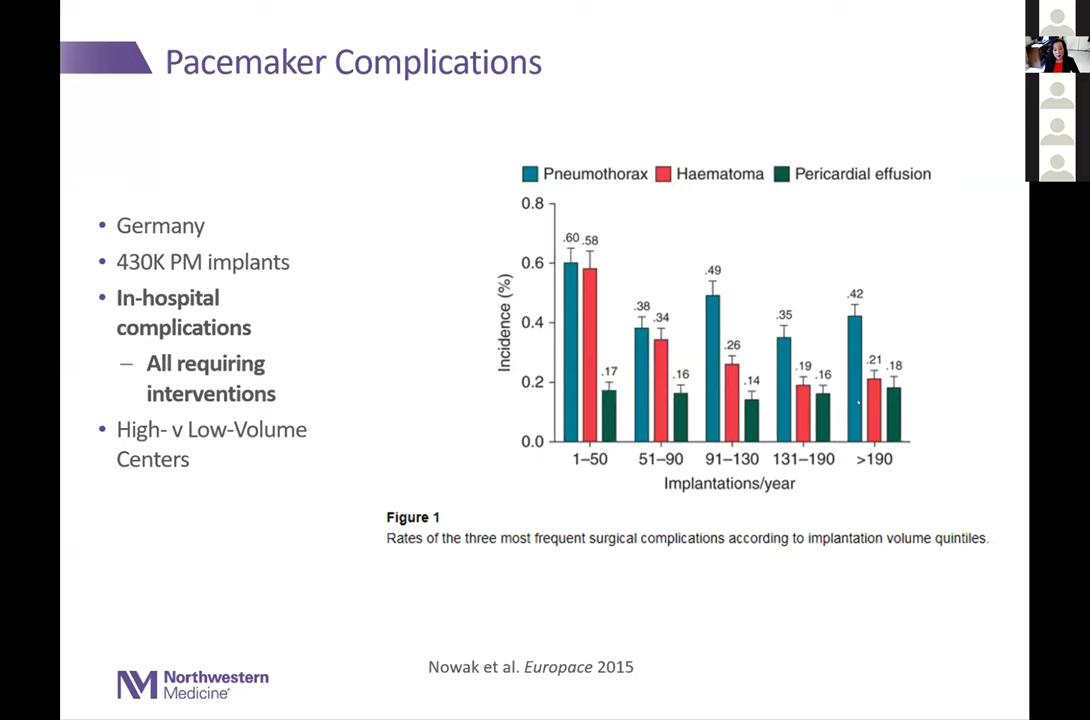 Pacemaker Complications
• Germany
• 430K PM implants
• In-hospital
complications
– All requiring
interventions
• High- v Low-Volume
Centers
Pneumothorax Haematoma Pericardial effusion
Incidence (%)
0.8
0.6
0.4
0.2
0.0
.60 .58 .17
.38 .34 .16
.49 .26 .14
.35 .19 .16
.42 .21 .18
1–50 51–90 91–130 131–190 >190
Implantations/year
Figure 1
Rates of the three most frequent surgical complications according to implantation volume quintiles.
Nowak et al. Europace 2015
NM Northwestern
Medicine®